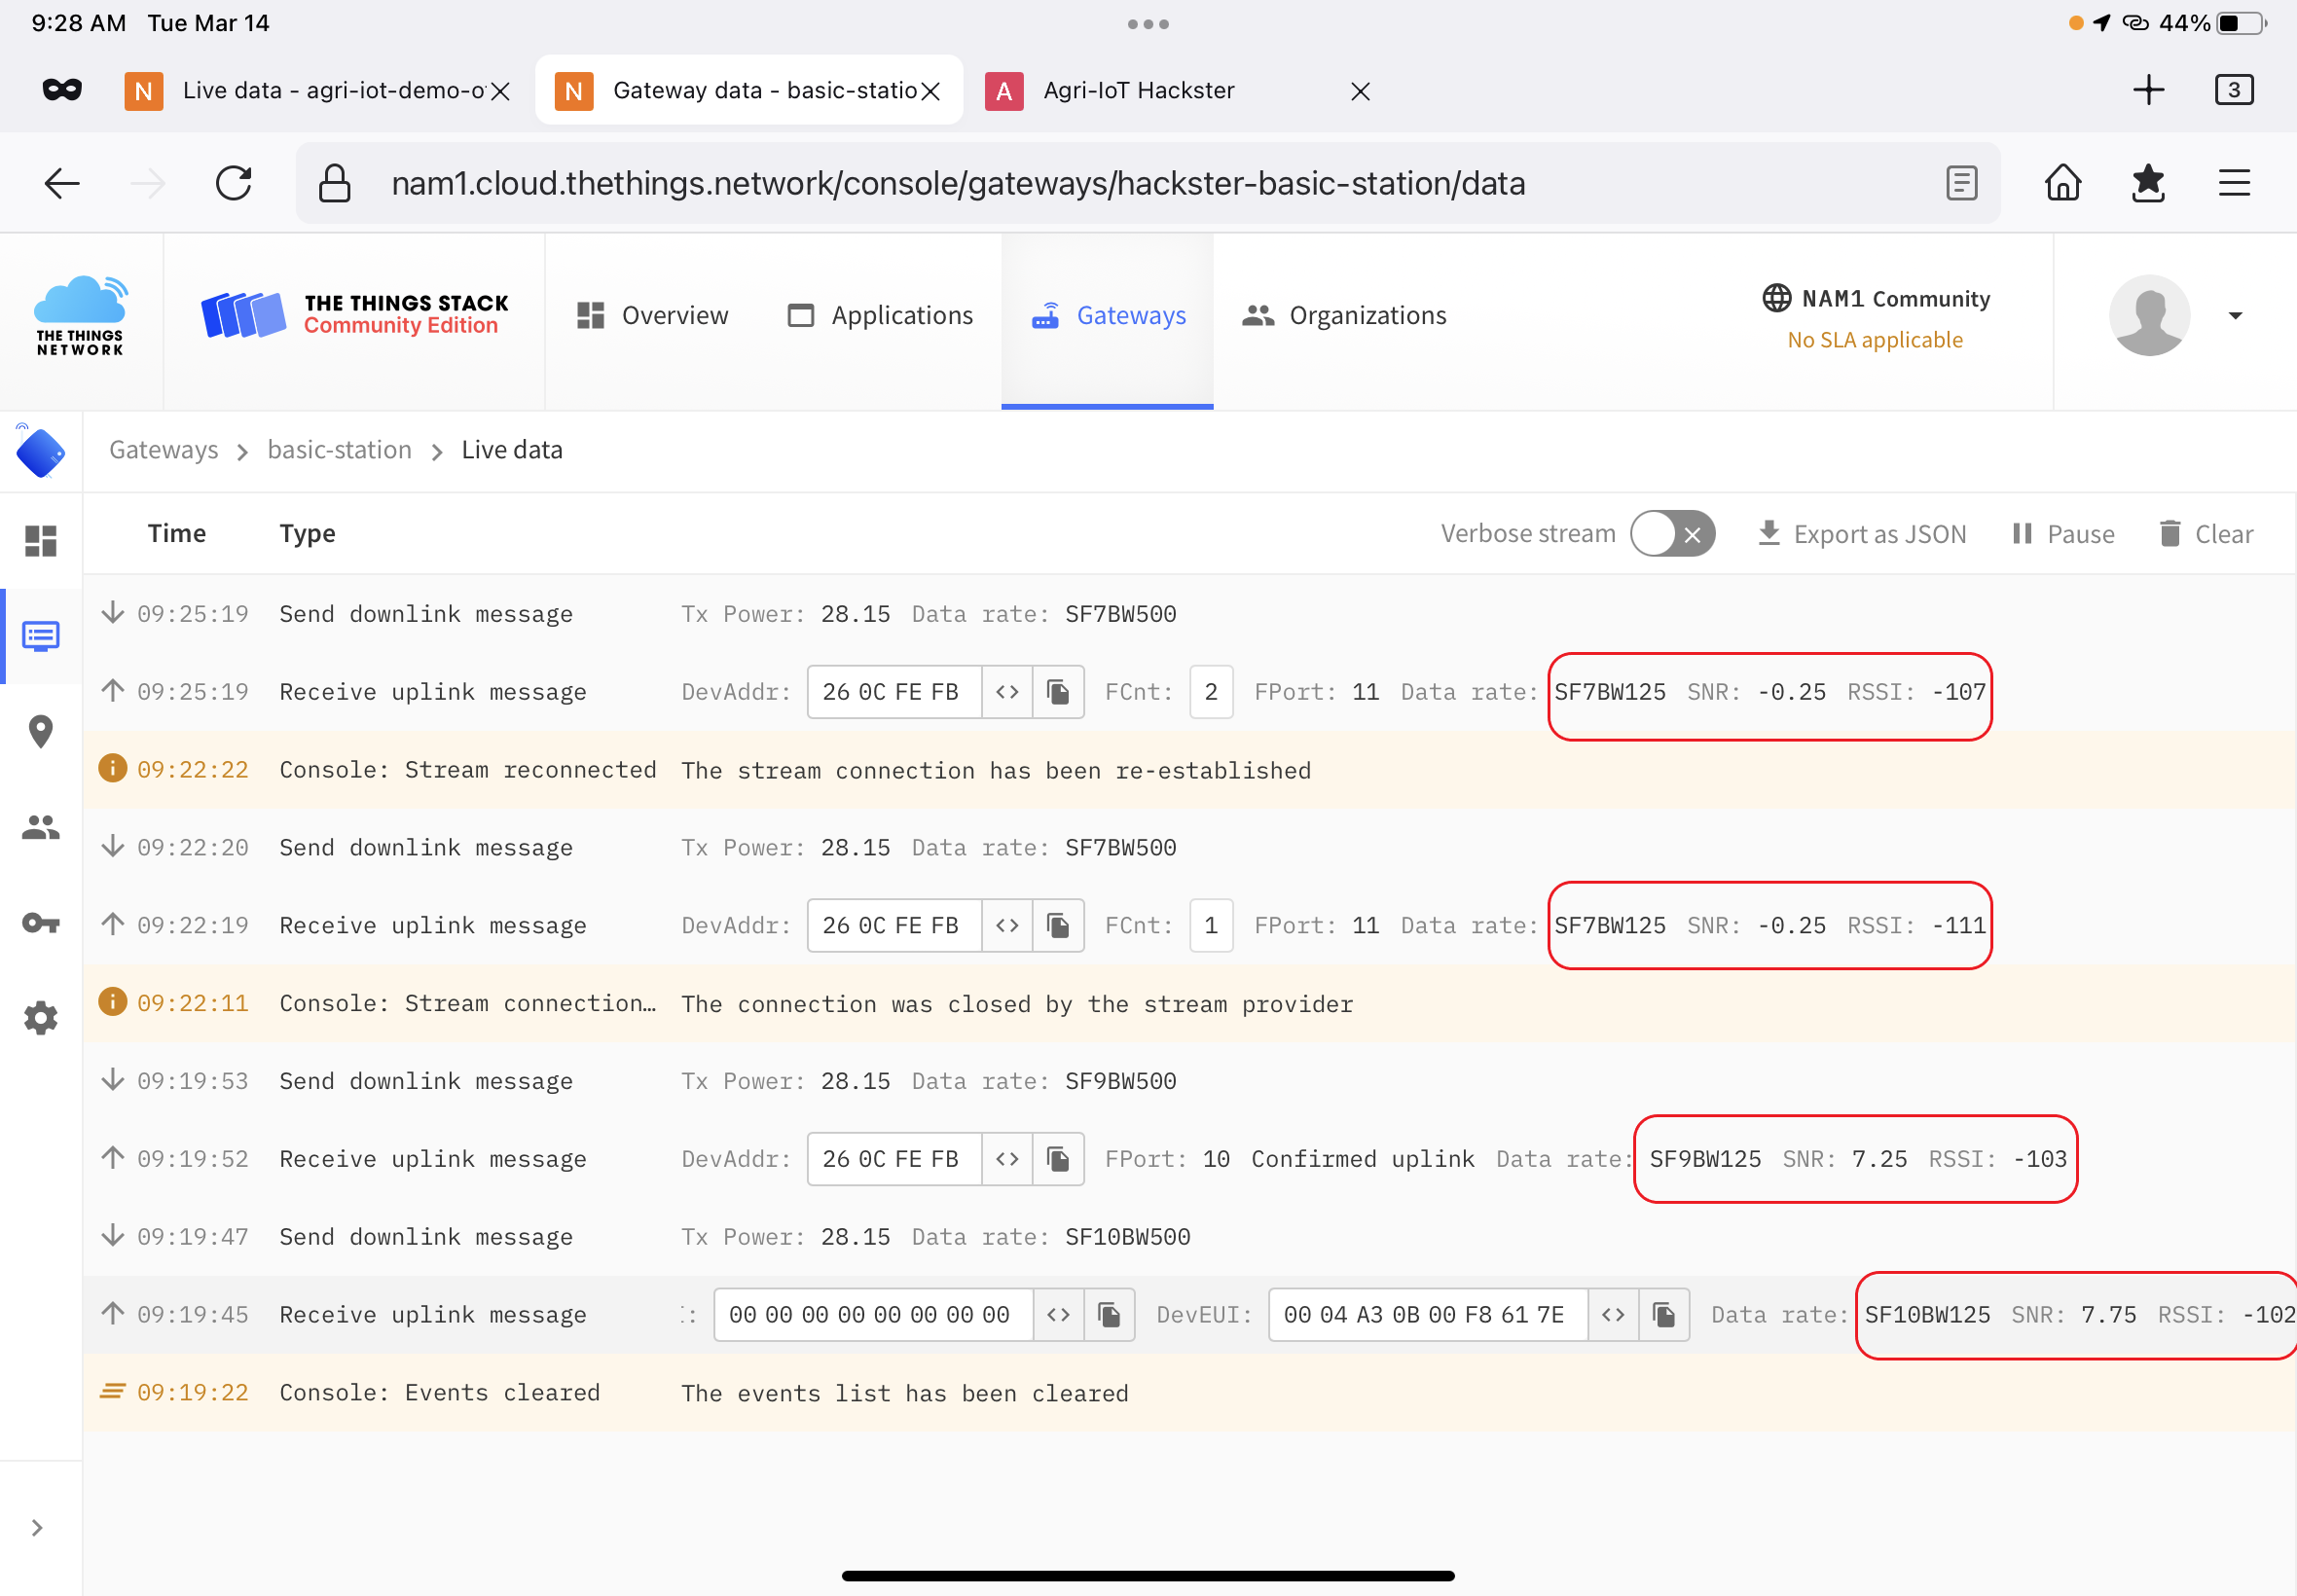 9:28 AM Tue Mar 14 44%
N Live data - agri-iot-demo-o N Gateway data - basic-statio A Agri-IoT Hackster 3
nam1.cloud.thethings.network/console/gateways/hackster-basic-station/data
THE THINGS NETWORK
THE THINGS STACK
Community Edition
Overview Applications Gateways Organizations
NAM1 Community
No SLA applicable
Gateways > basic-station > Live data
Time Type Verbose stream Export as JSON Pause Clear
09:25:19 Send downlink message Tx Power: 28.15 Data rate: SF7BW500
09:25:19 Receive uplink message DevAddr: 26 0C FE FB <> FCnt: 2 FPort: 11 Data rate: SF7BW125 SNR: -0.25 RSSI: -107
09:22:22 Console: Stream reconnected The stream connection has been re-established
09:22:20 Send downlink message Tx Power: 28.15 Data rate: SF7BW500
09:22:19 Receive uplink message DevAddr: 26 0C FE FB <> FCnt: 1 FPort: 11 Data rate: SF7BW125 SNR: -0.25 RSSI: -111
09:22:11 Console: Stream connection… The connection was closed by the stream provider
09:19:53 Send downlink message Tx Power: 28.15 Data rate: SF9BW500
09:19:52 Receive uplink message DevAddr: 26 0C FE FB <> FPort: 10 Confirmed uplink Data rate: SF9BW125 SNR: 7.25 RSSI: -103
09:19:47 Send downlink message Tx Power: 28.15 Data rate: SF10BW500
09:19:45 Receive uplink message : 00 00 00 00 00 00 00 00 <> DevEUI: 00 04 A3 0B 00 F8 61 7E <> Data rate: SF10BW125 SNR: 7.75 RSSI: -102
09:19:22 Console: Events cleared The events list has been cleared